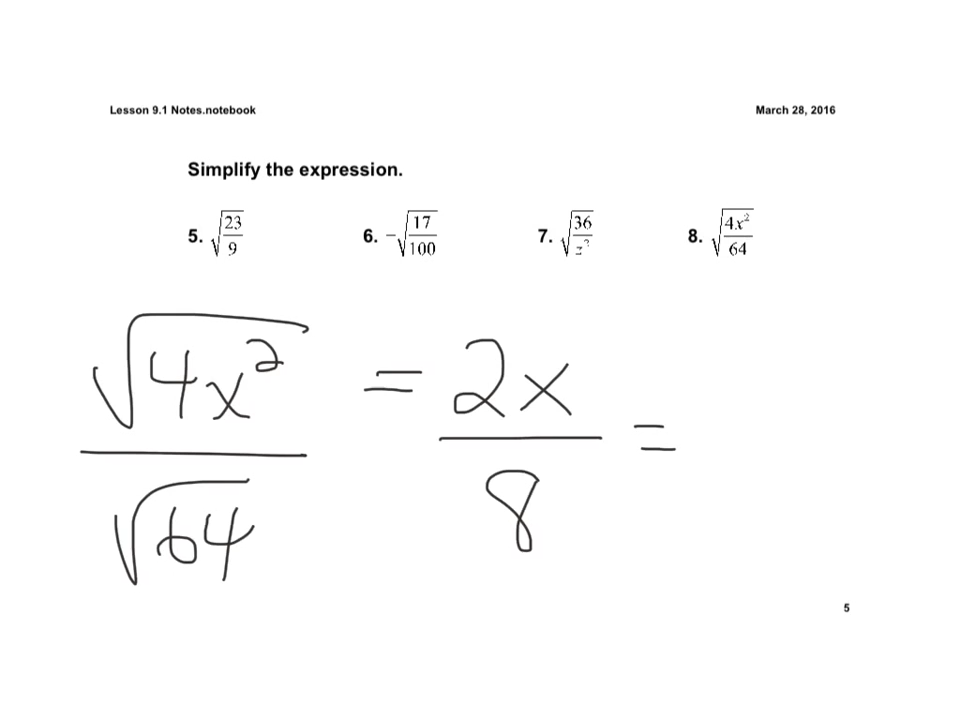 Lesson 9.1 Notes.notebook March 28, 2016
Simplify the expression.
5. √(23/9) 6. −√(17/100) 7. √(36/z²) 8. √(4x²/64)
√4x² / √64 = 2x / 8 =
5